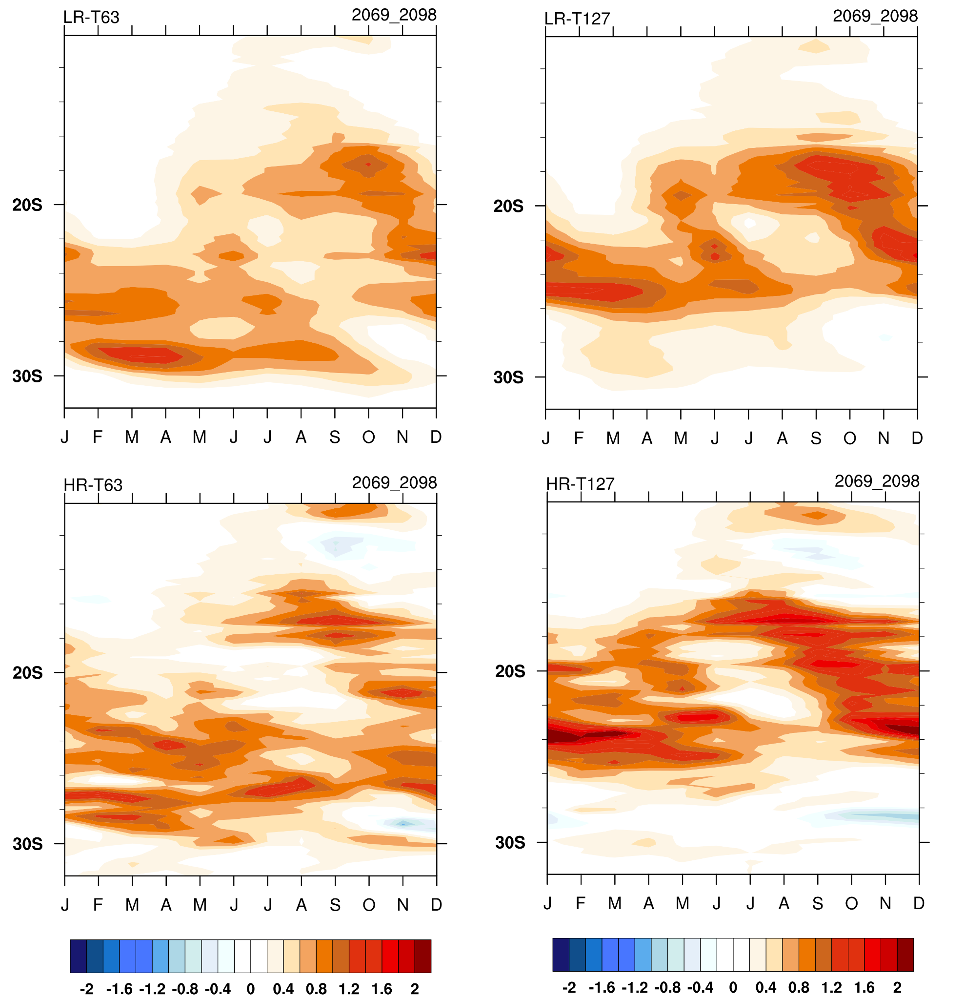 LR-T63 2069_2098
LR-T127 2069_2098
20S
30S
J F M A M J J A S O N D
20S
30S
J F M A M J J A S O N D
HR-T63 2069_2098
HR-T127 2069_2098
20S
30S
J F M A M J J A S O N D
20S
30S
J F M A M J J A S O N D
-2 -1.6 -1.2 -0.8 -0.4 0 0.4 0.8 1.2 1.6 2
-2 -1.6 -1.2 -0.8 -0.4 0 0.4 0.8 1.2 1.6 2